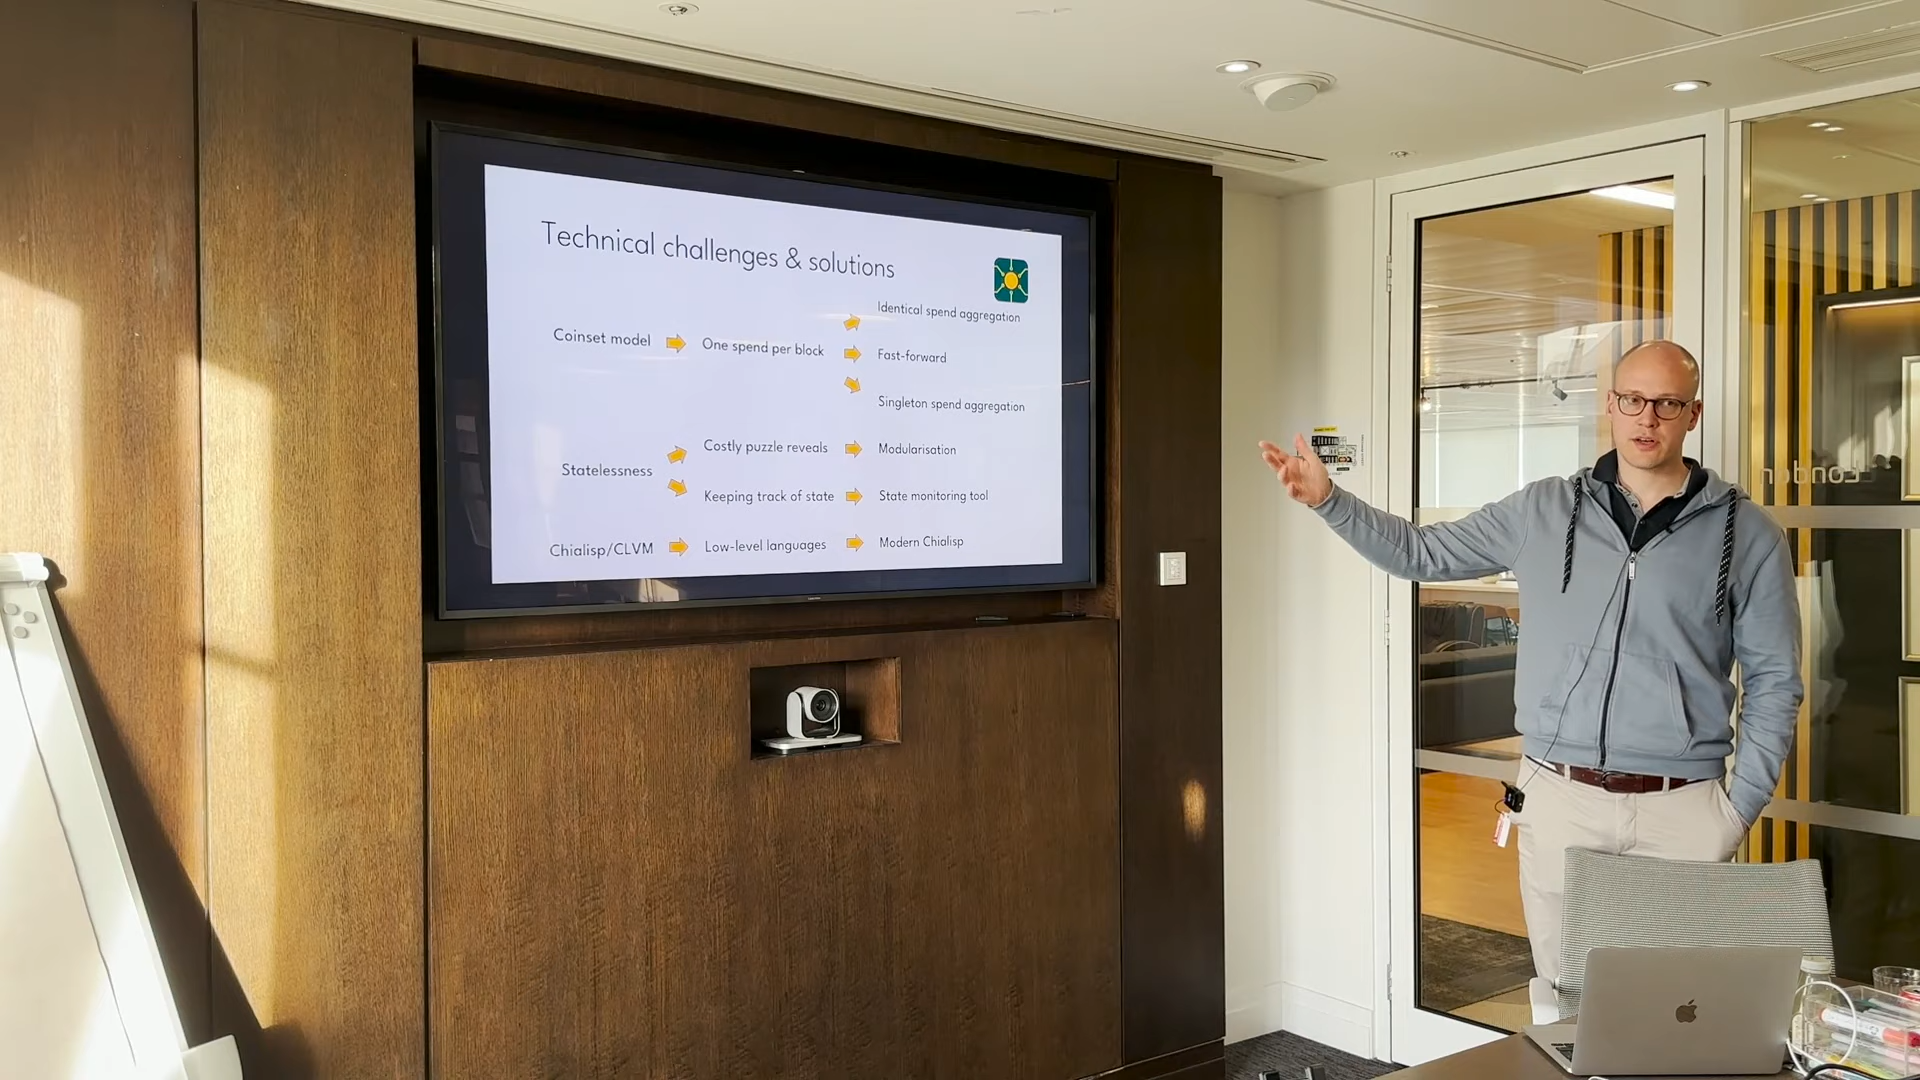 Technical challenges & solutions
Identical spend aggregation
Coinset model
One spend per block
Fast-forward
Singleton spend aggregation
Costly puzzle reveals
Modularisation
Statelessness
Keeping track of state
State monitoring tool
Chialisp/CLVM
Low-level languages
Modern Chialisp
London